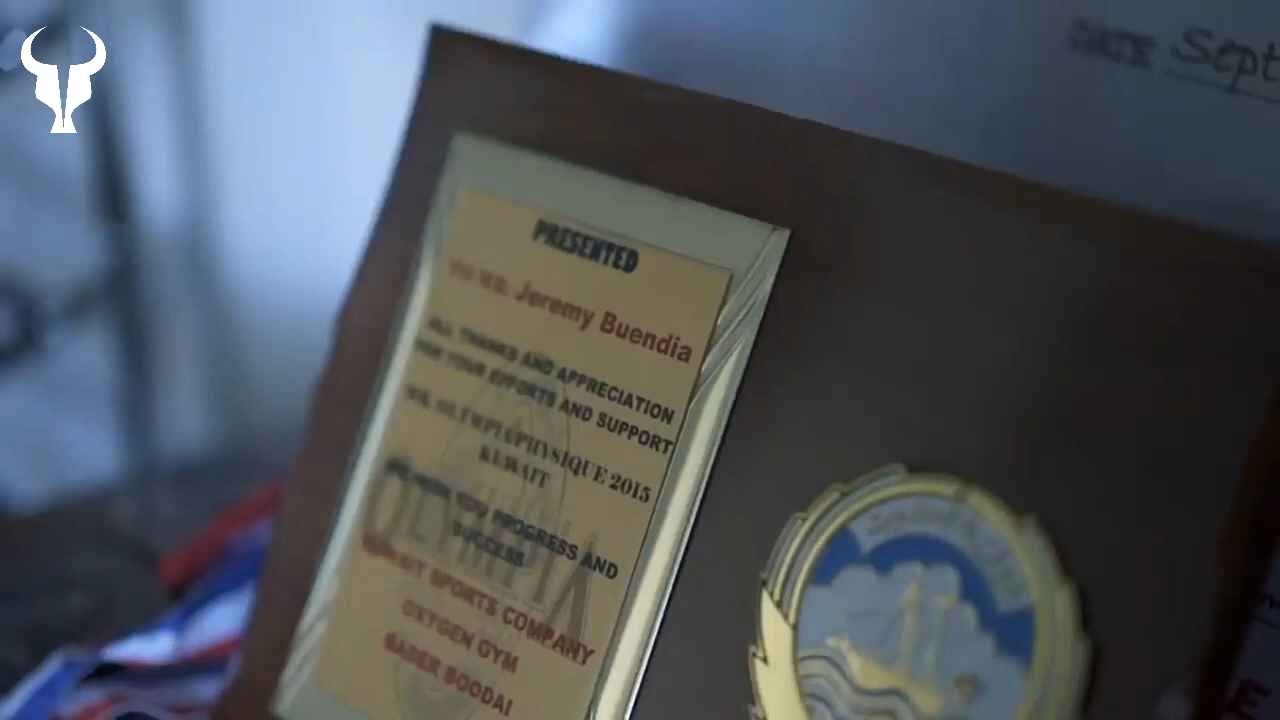 DATE Sept
PRESENTED
TO MR. Jeremy Buendia
ALL THANKS AND APPRECIATION
FOR YOUR EFFORTS AND SUPPORT
MR. OLYMPIA PHYSIQUE 2015
KUWAIT
WE WISH YOU PROGRESS AND
SUCCESS
OLYMPIA
KUWAIT SPORTS COMPANY
OXYGEN GYM
BADER BOODAI